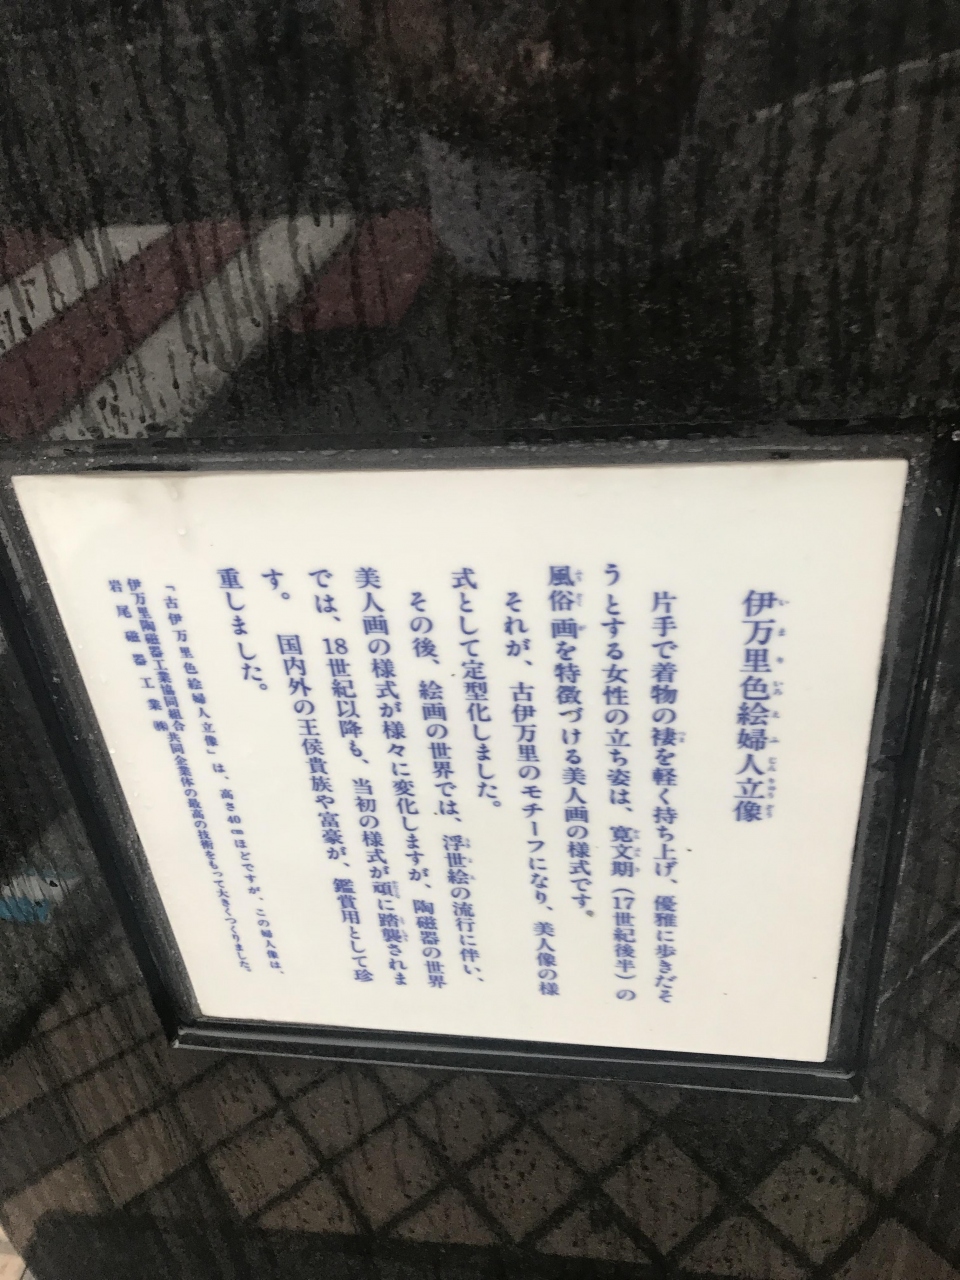 伊万里色絵婦人立像
片手で着物の褄を軽く持ち上げ、優雅に歩きだそ
うとする女性の立ち姿は、寛文期（17世紀後半）の
風俗画を特徴づける美人画の様式です。
それが、古伊万里のモチーフになり、美人像の様
式として定型化しました。
その後、絵画の世界では、浮世絵の流行に伴い、
美人画の様式が様々に変化しますが、陶磁器の世界
では、18世紀以降も、当初の様式が頑に踏襲されま
す。国内外の王侯貴族や富豪が、鑑賞用として珍
重しました。
「古伊万里色絵婦人立像」は、高さ40㎝ほどですが、この婦人像は、
伊万里陶磁器工業協同組合共同企業体の最高の技術をもって大きくつくりました。
岩尾磁器工業㈱